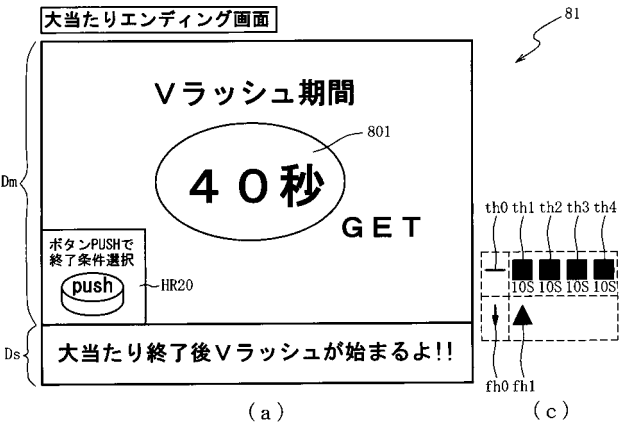 大当たりエンディング画面
81
Vラッシュ期間
801
40秒
GET
Dm
ボタンPUSHで
終了条件選択
push
HR20
Ds
大当たり終了後Vラッシュが始まるよ!!
(a)
th0 th1 th2 th3 th4
10S 10S 10S 10S
fh0 fh1
(c)